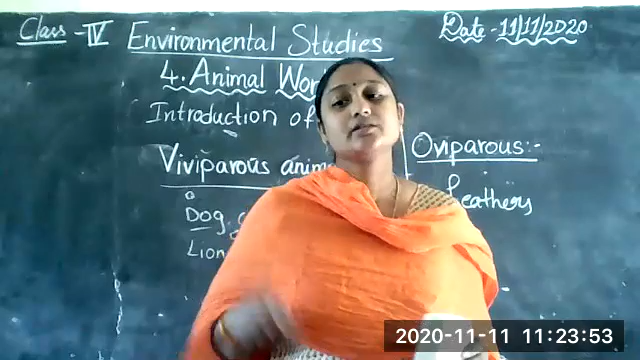 Class - IV Environmental Studies Date - 11/11/2020
4. Animal Wor
Introduction of
Viviparous anim
Oviparous:-
Dog,
feathers
Lion
2020-11-11 11:23:53